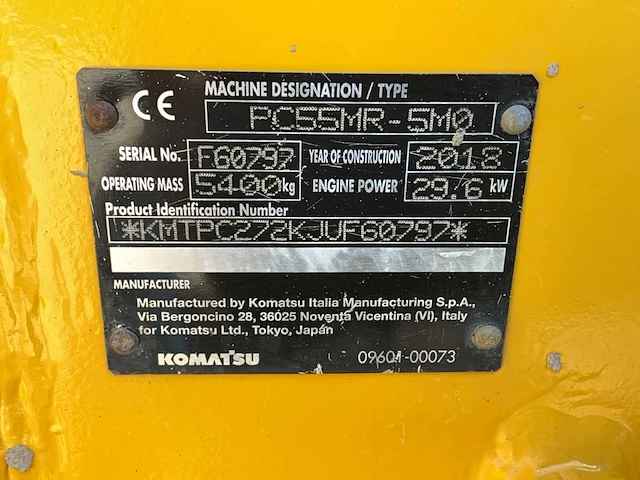 CE MACHINE DESIGNATION / TYPE
PC55MR-5M0
SERIAL No. F60797 YEAR OF CONSTRUCTION 2018
OPERATING MASS 5400 kg ENGINE POWER 29.6 kW
Product Identification Number
*KMTPC272KJUF60797*
MANUFACTURER
Manufactured by Komatsu Italia Manufacturing S.p.A.,
Via Bergoncino 28, 36025 Noventa Vicentina (VI), Italy
for Komatsu Ltd., Tokyo, Japan
KOMATSU 09601-00073